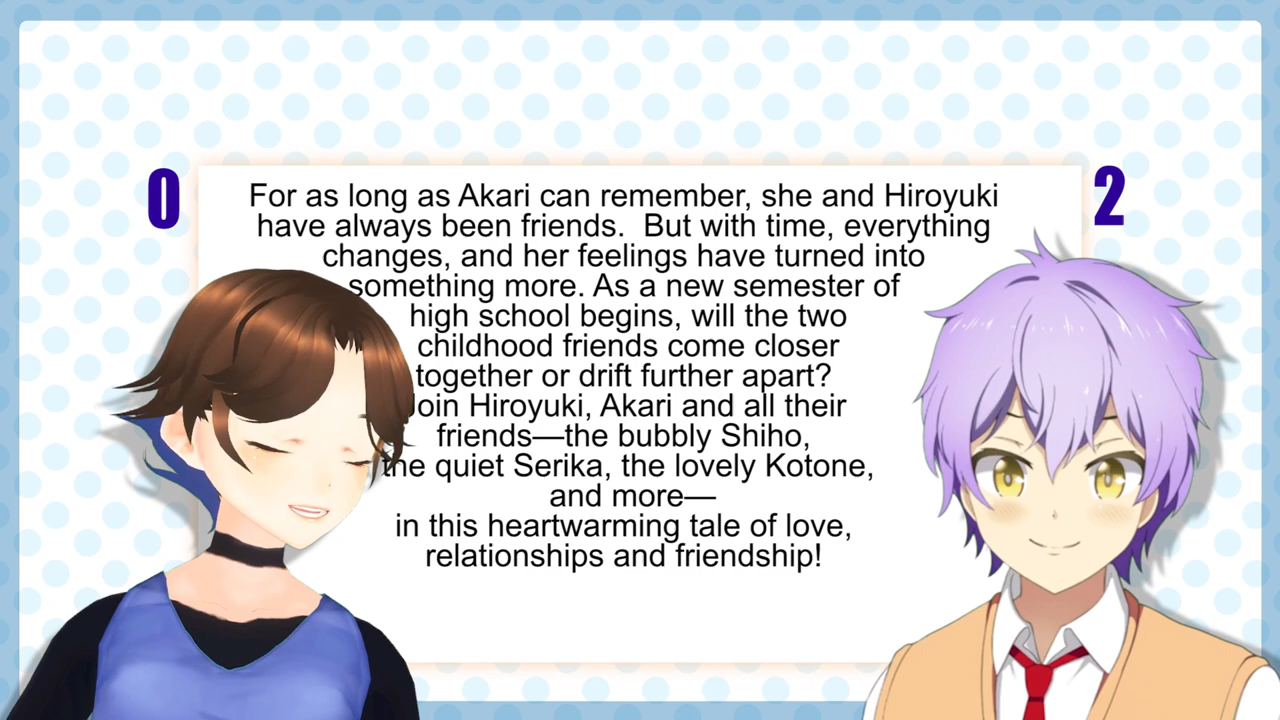 0
2
For as long as Akari can remember, she and Hiroyuki
have always been friends.  But with time, everything
changes, and her feelings have turned into
something more. As a new semester of
high school begins, will the two
childhood friends come closer
together or drift further apart?
Join Hiroyuki, Akari and all their
friends—the bubbly Shiho,
the quiet Serika, the lovely Kotone,
and more—
in this heartwarming tale of love,
relationships and friendship!